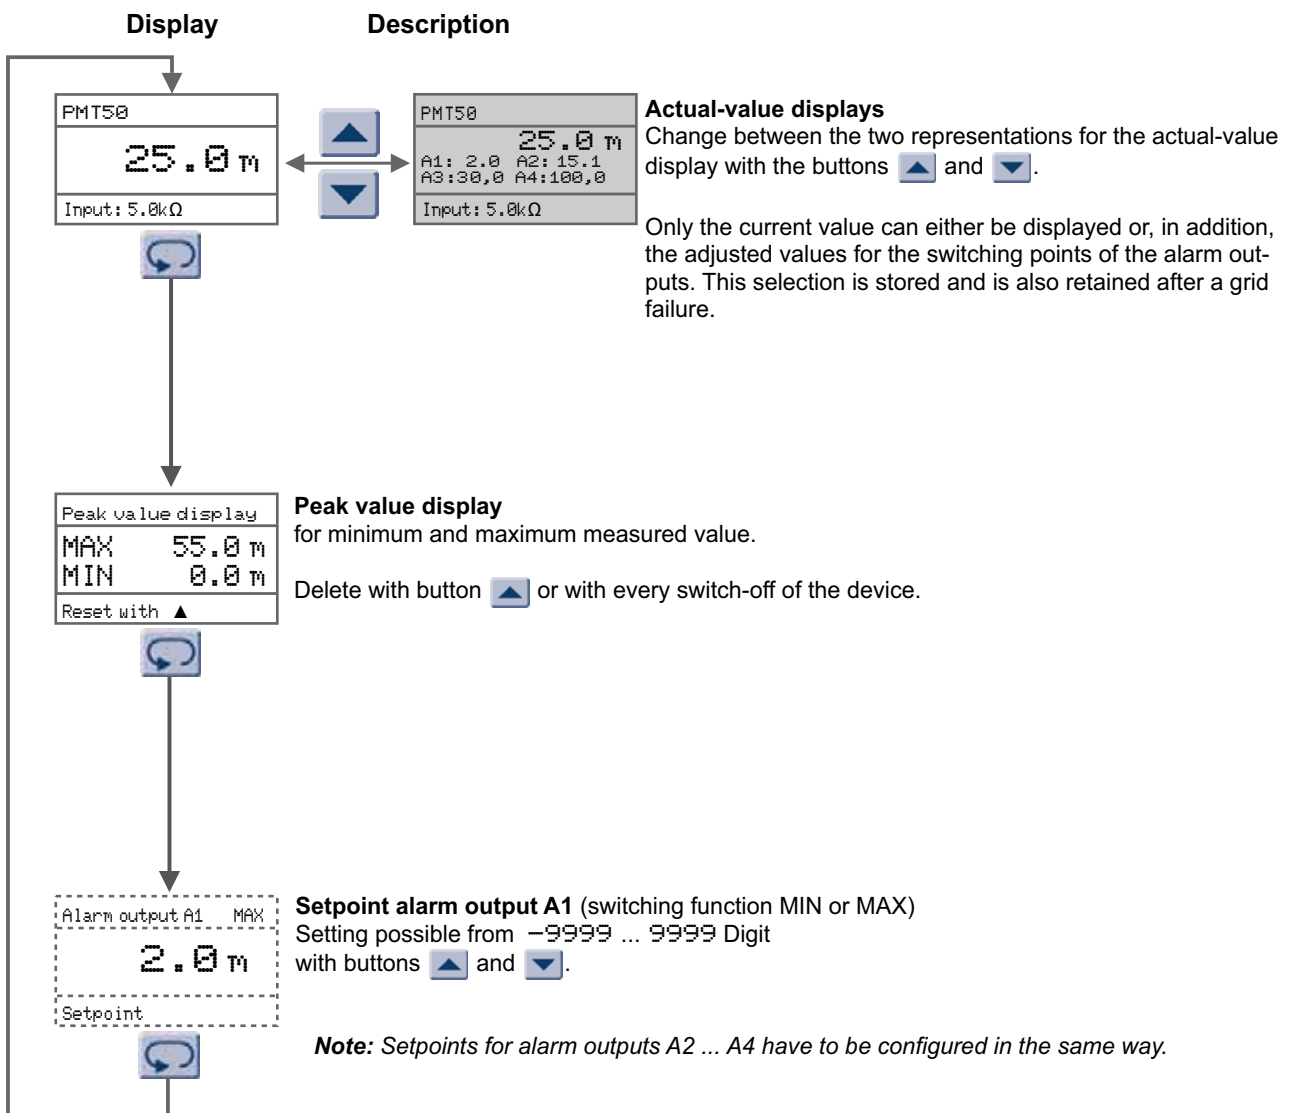 Display Description
PMT50
25.0 m
Input: 5.0kΩ
PMT50
25.0 m
A1: 2.0 A2: 15.1
A3:30,0 A4:100,0
Input: 5.0kΩ
Actual-value displays
Change between the two representations for the actual-value
display with the buttons ▲ and ▼.
Only the current value can either be displayed or, in addition,
the adjusted values for the switching points of the alarm out-
puts. This selection is stored and is also retained after a grid
failure.
Peak value display
MAX 55.0 m
MIN 0.0 m
Reset with ▲
Peak value display
for minimum and maximum measured value.
Delete with button ▲ or with every switch-off of the device.
Alarm output A1 MAX
2.0 m
Setpoint
Setpoint alarm output A1 (switching function MIN or MAX)
Setting possible from -9999 ... 9999 Digit
with buttons ▲ and ▼.
Note: Setpoints for alarm outputs A2 ... A4 have to be configured in the same way.